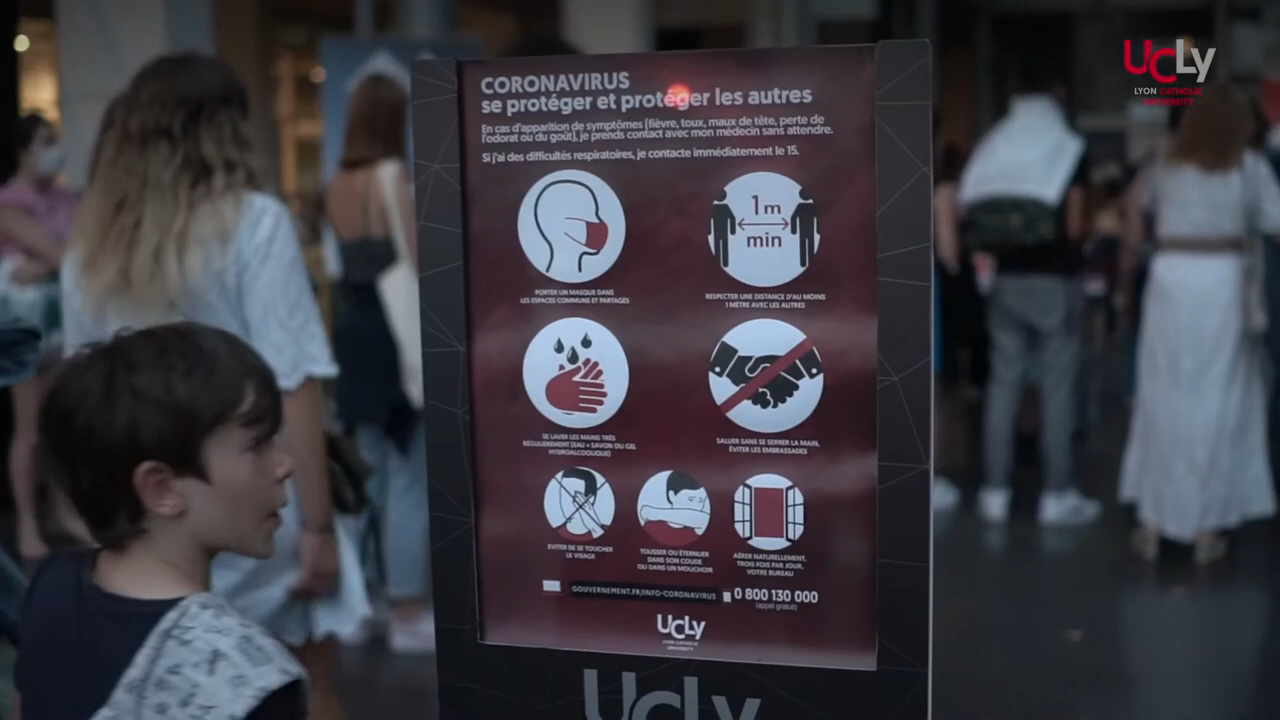 UCLy
LYON CATHOLIC
UNIVERSITY
CORONAVIRUS
se protéger et protéger les autres
En cas d'apparition de symptômes (fièvre, toux, maux de tête, perte de
l'odorat ou du goût), je prends contact avec mon médecin sans attendre.
Si j'ai des difficultés respiratoires, je contacte immédiatement le 15.
1 m
min
PORTER UN MASQUE DANS
LES ESPACES COMMUNS ET PARTAGÉS
RESPECTER UNE DISTANCE D'AU MOINS
1 MÈTRE AVEC LES AUTRES
SE LAVER LES MAINS TRÈS
RÉGULIÈREMENT (EAU + SAVON OU GEL
HYDROALCOOLIQUE)
SALUER SANS SE SERRER LA MAIN,
ÉVITER LES EMBRASSADES
EVITER DE SE TOUCHER
LE VISAGE
TOUSSER OU ÉTERNUER
DANS SON COUDE
OU DANS UN MOUCHOIR
AÉRER NATURELLEMENT,
TROIS FOIS PAR JOUR,
VOTRE BUREAU
GOUVERNEMENT.FR/INFO-CORONAVIRUS
0 800 130 000
(appel gratuit)
UCLy
LYON CATHOLIC
UNIVERSITY
UCLy